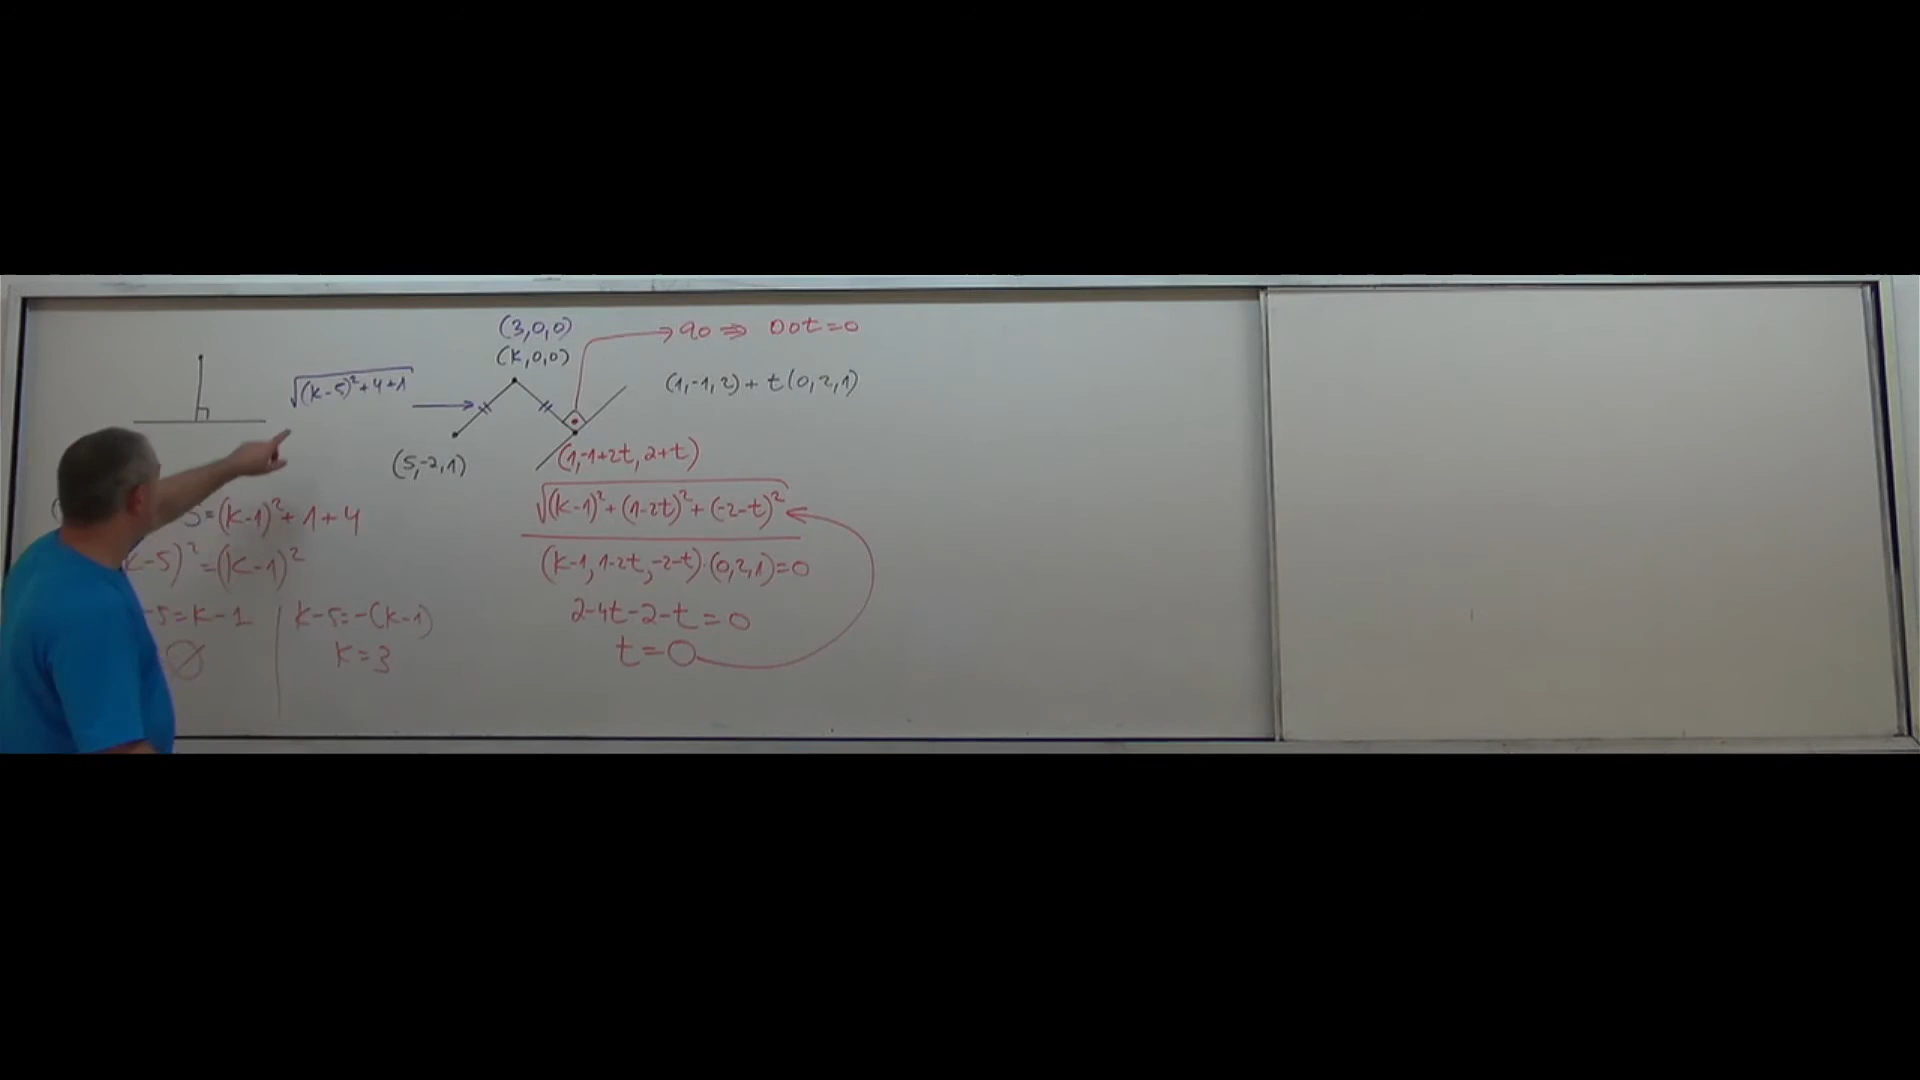 (3,0,0)
(k,0,0)
90 ⇒ Dot=0
√((k-5)²+4+1)
(1,-1,2)+t(0,2,1)
(5,-2,1)
(1,-1+2t,2+t)
√((k-1)²+(1-2t)²+(-2-t)²)
(k-1,1-2t,-2-t)·(0,2,1)=0
2-4t-2-t=0
t=0
5=(k-1)²+1+4
k-5)²=(k-1)²
-5=k-1
∅
k-5=-(k-1)
k=3